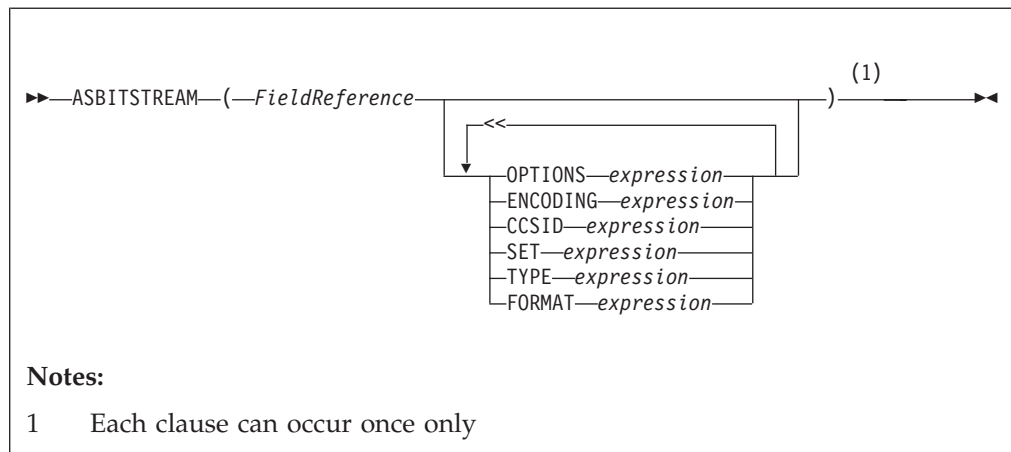 (1)
ASBITSTREAM ( FieldReference )
<<
OPTIONS expression
ENCODING expression
CCSID expression
SET expression
TYPE expression
FORMAT expression
Notes:
1 Each clause can occur once only